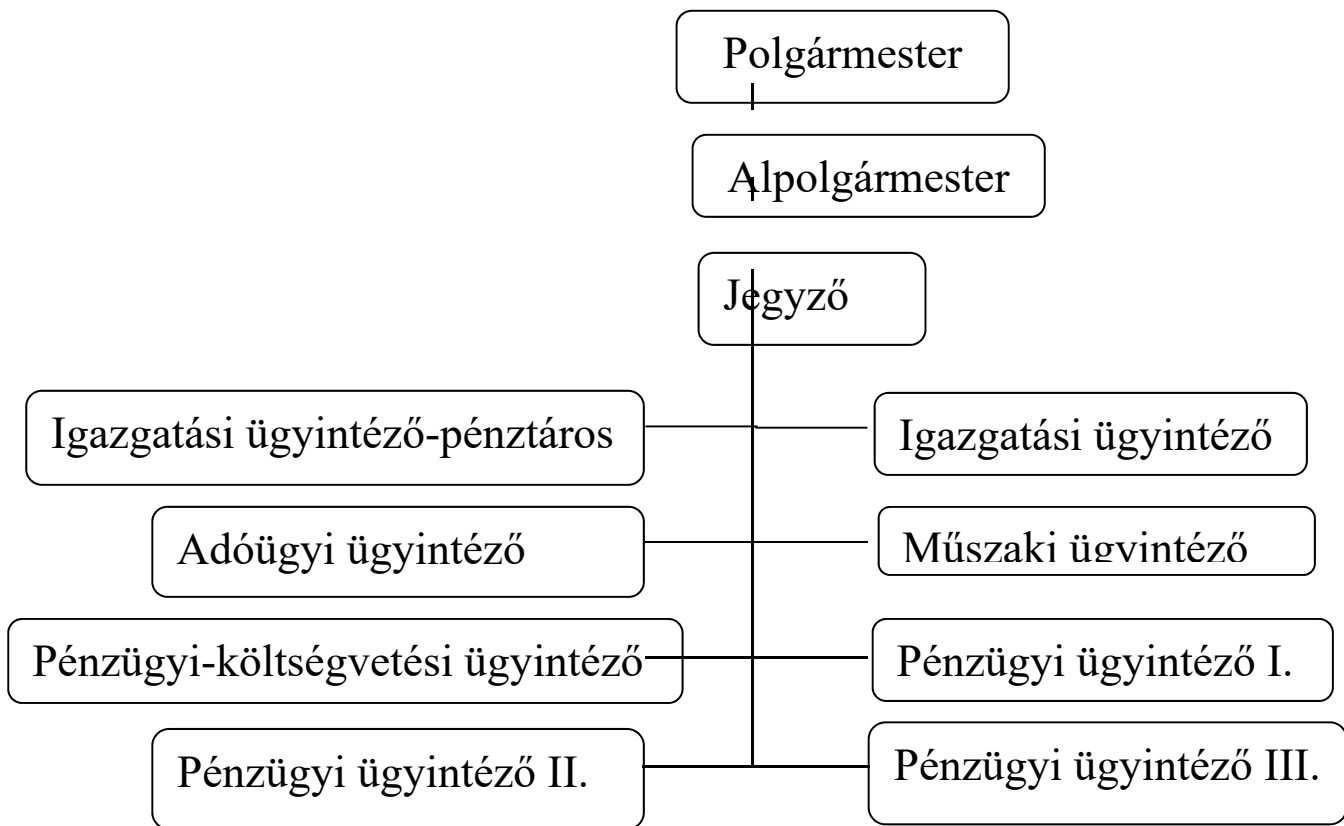 Polgármester
Alpolgármester
Jegyző
Igazgatási ügyintéző-pénztáros
Igazgatási ügyintéző
Adóügyi ügyintéző
Műszaki ügyintéző
Pénzügyi-költségvetési ügyintéző
Pénzügyi ügyintéző I.
Pénzügyi ügyintéző II.
Pénzügyi ügyintéző III.